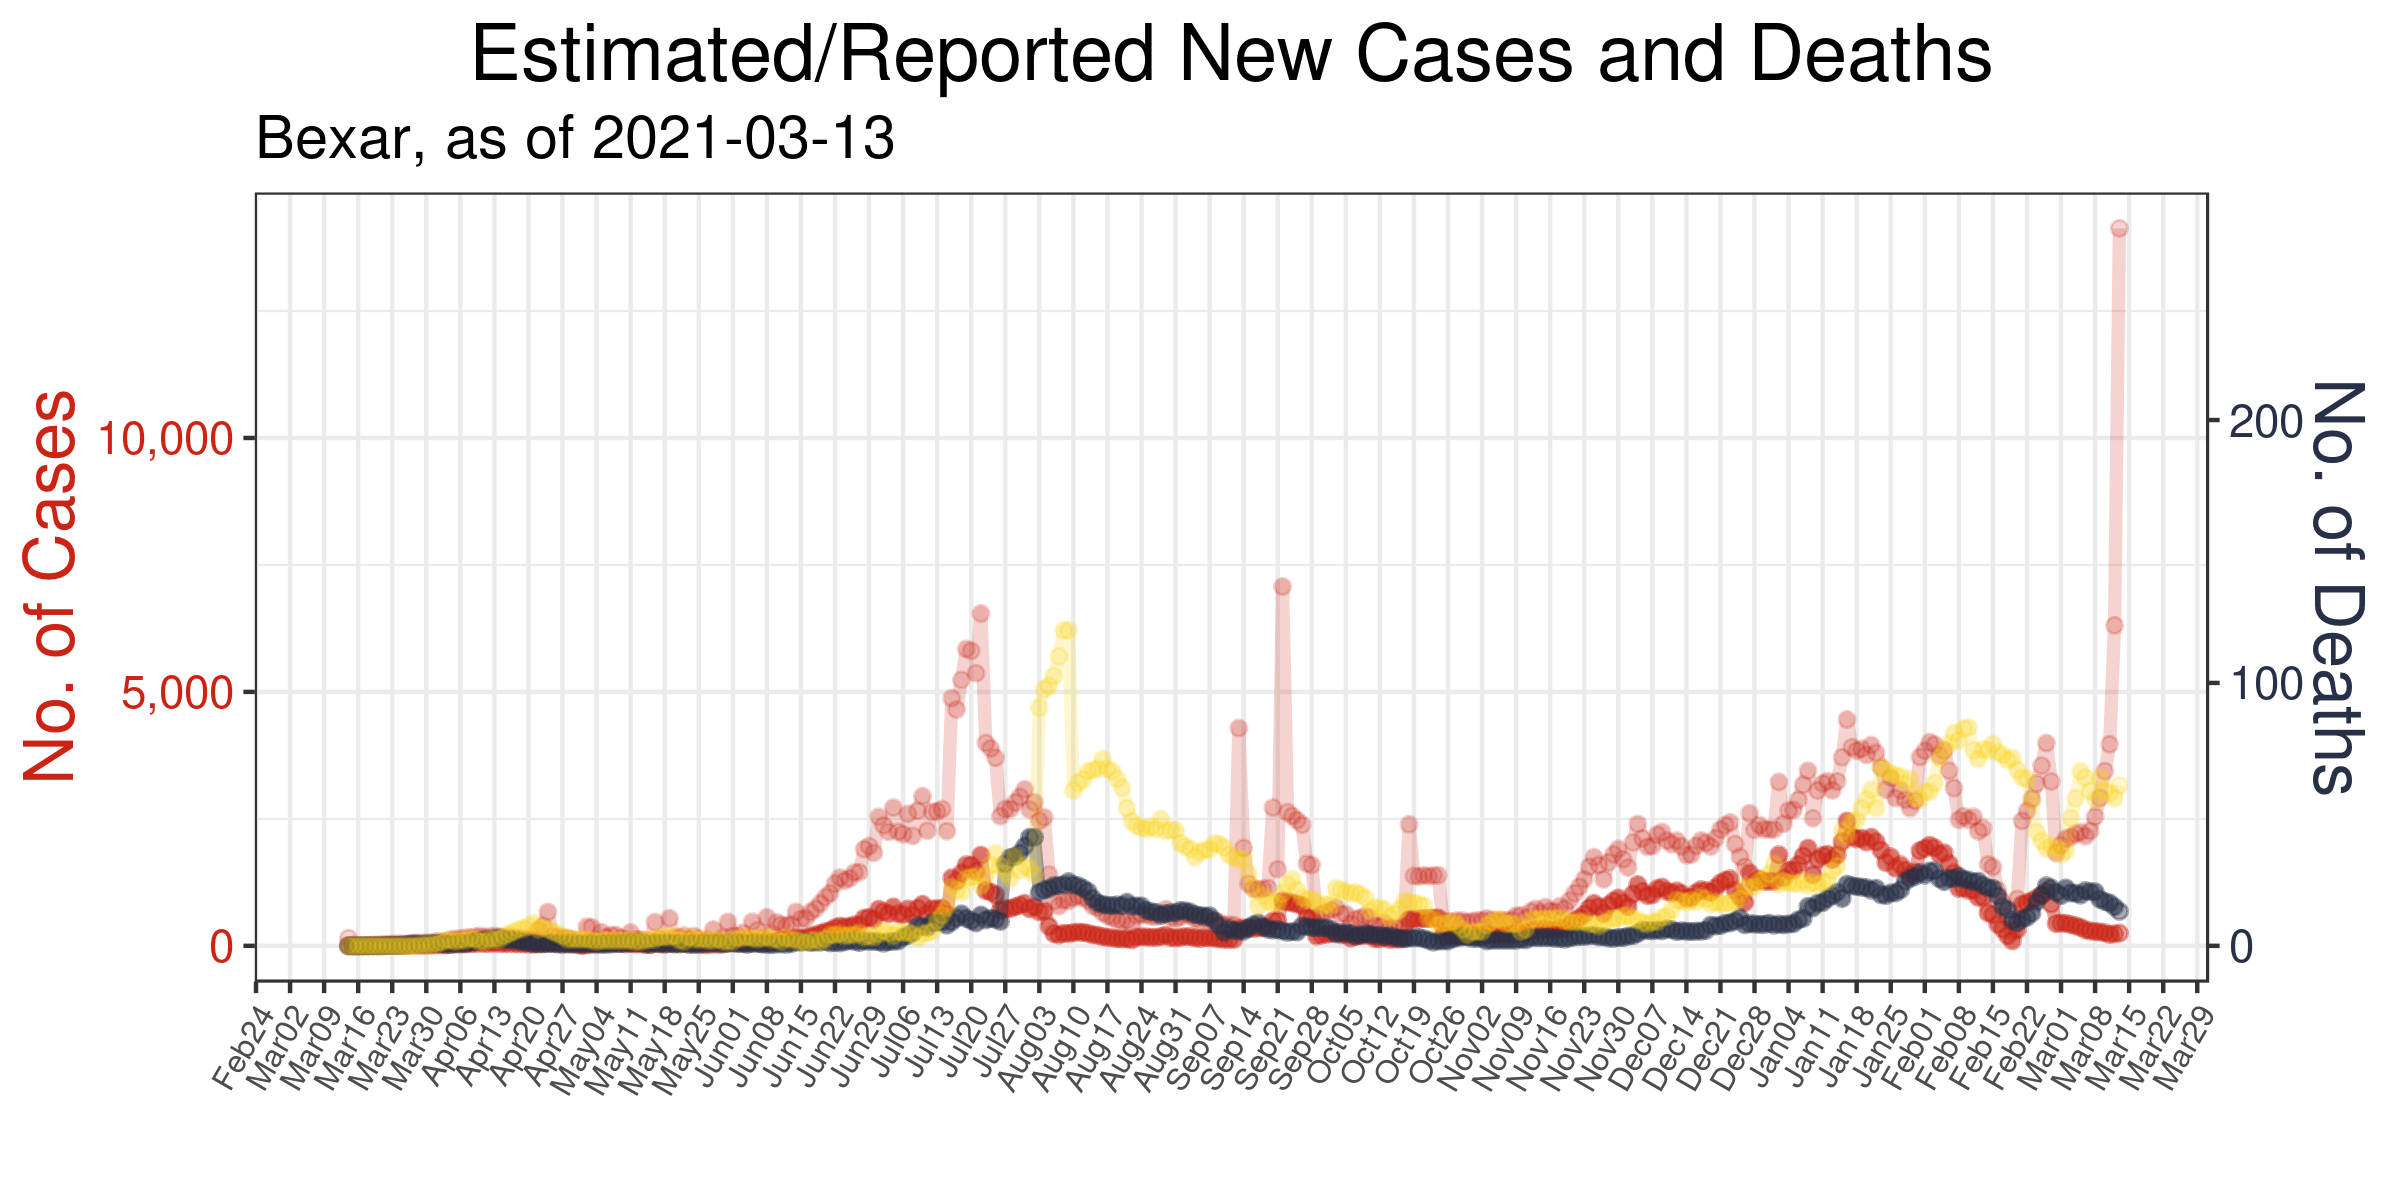 Estimated/Reported New Cases and Deaths
Bexar, as of 2021-03-13
No. of Cases
10,000
5,000
0
No. of Deaths
200
100
0
Feb24
Mar02
Mar09
Mar16
Mar23
Mar30
Apr06
Apr13
Apr20
Apr27
May04
May11
May18
May25
Jun01
Jun08
Jun15
Jun22
Jun29
Jul06
Jul13
Jul20
Jul27
Aug03
Aug10
Aug17
Aug24
Aug31
Sep07
Sep14
Sep21
Sep28
Oct05
Oct12
Oct19
Oct26
Nov02
Nov09
Nov16
Nov23
Nov30
Dec07
Dec14
Dec21
Dec28
Jan04
Jan11
Jan18
Jan25
Feb01
Feb08
Feb15
Feb22
Mar01
Mar08
Mar15
Mar22
Mar29